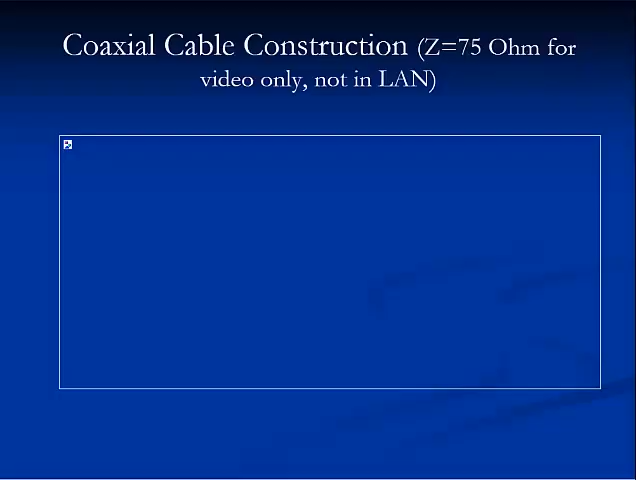 Coaxial Cable Construction (Z=75 Ohm for
video only, not in LAN)